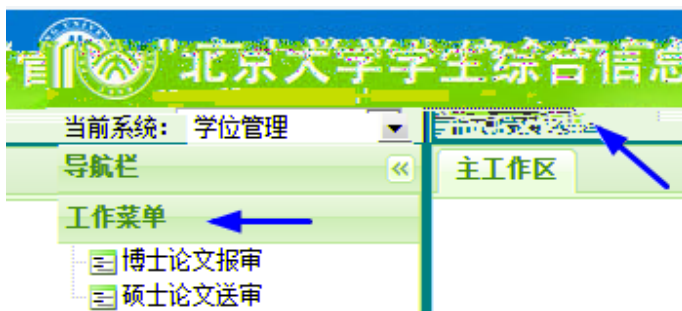 北京大学学生综合信息
当前系统： 学位管理
导航栏
主工作区
工作菜单
博士论文报审
硕士论文送审